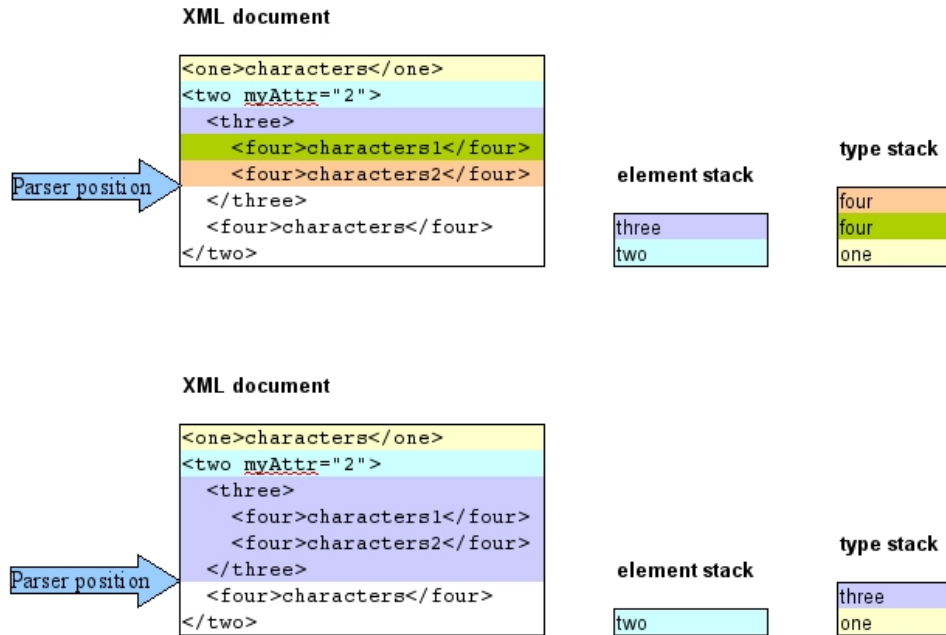 XML document
<one>characters</one>
<two myAttr="2">
<three>
<four>characters1</four>
<four>characters2</four>
</three>
<four>characters</four>
</two>
Parser position
element stack
three
two
type stack
four
four
one
XML document
<one>characters</one>
<two myAttr="2">
<three>
<four>characters1</four>
<four>characters2</four>
</three>
<four>characters</four>
</two>
Parser position
element stack
two
type stack
three
one